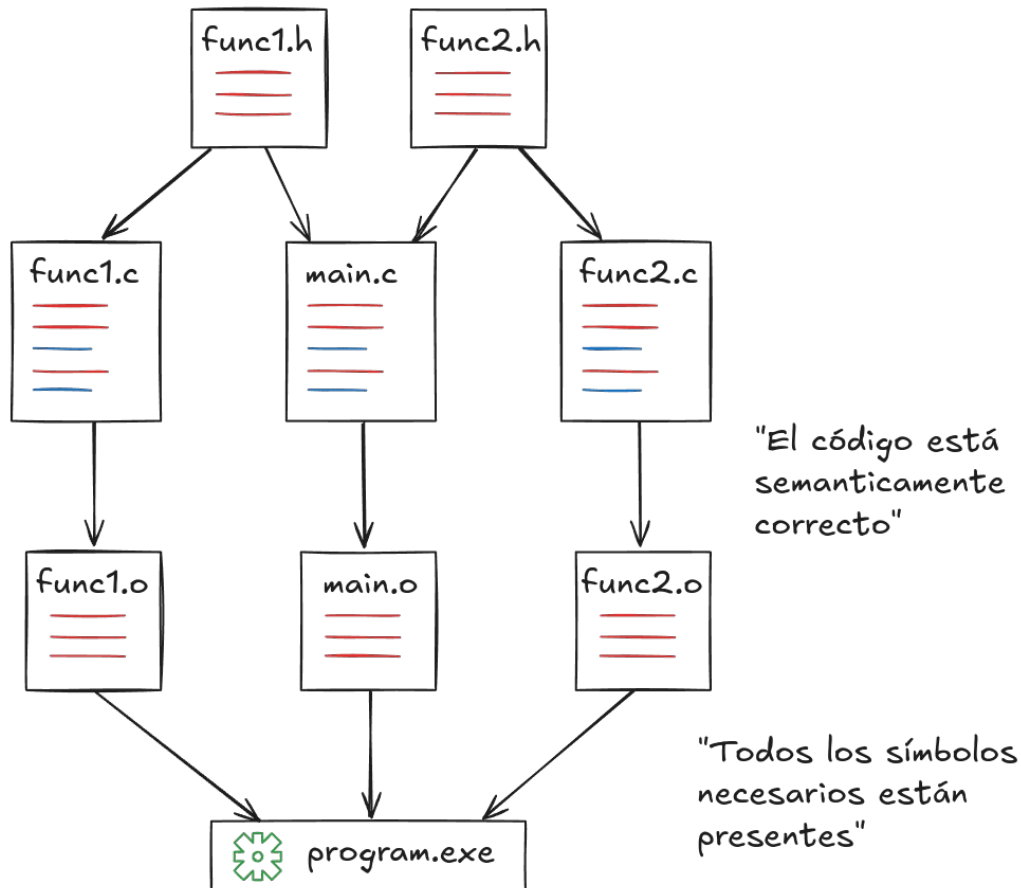 func1.h
func2.h
func1.c
main.c
func2.c
"El código está
semanticamente
correcto"
func1.o
main.o
func2.o
"Todos los símbolos
necesarios están
presentes"
program.exe